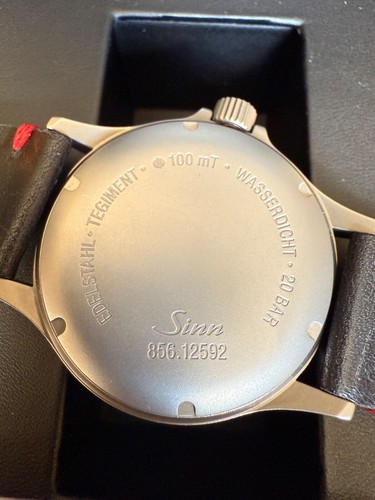 EDELSTAHL • TEGIMENT • 100 mT • WASSERDICHT • 20 BAR
Sinn
856.12592